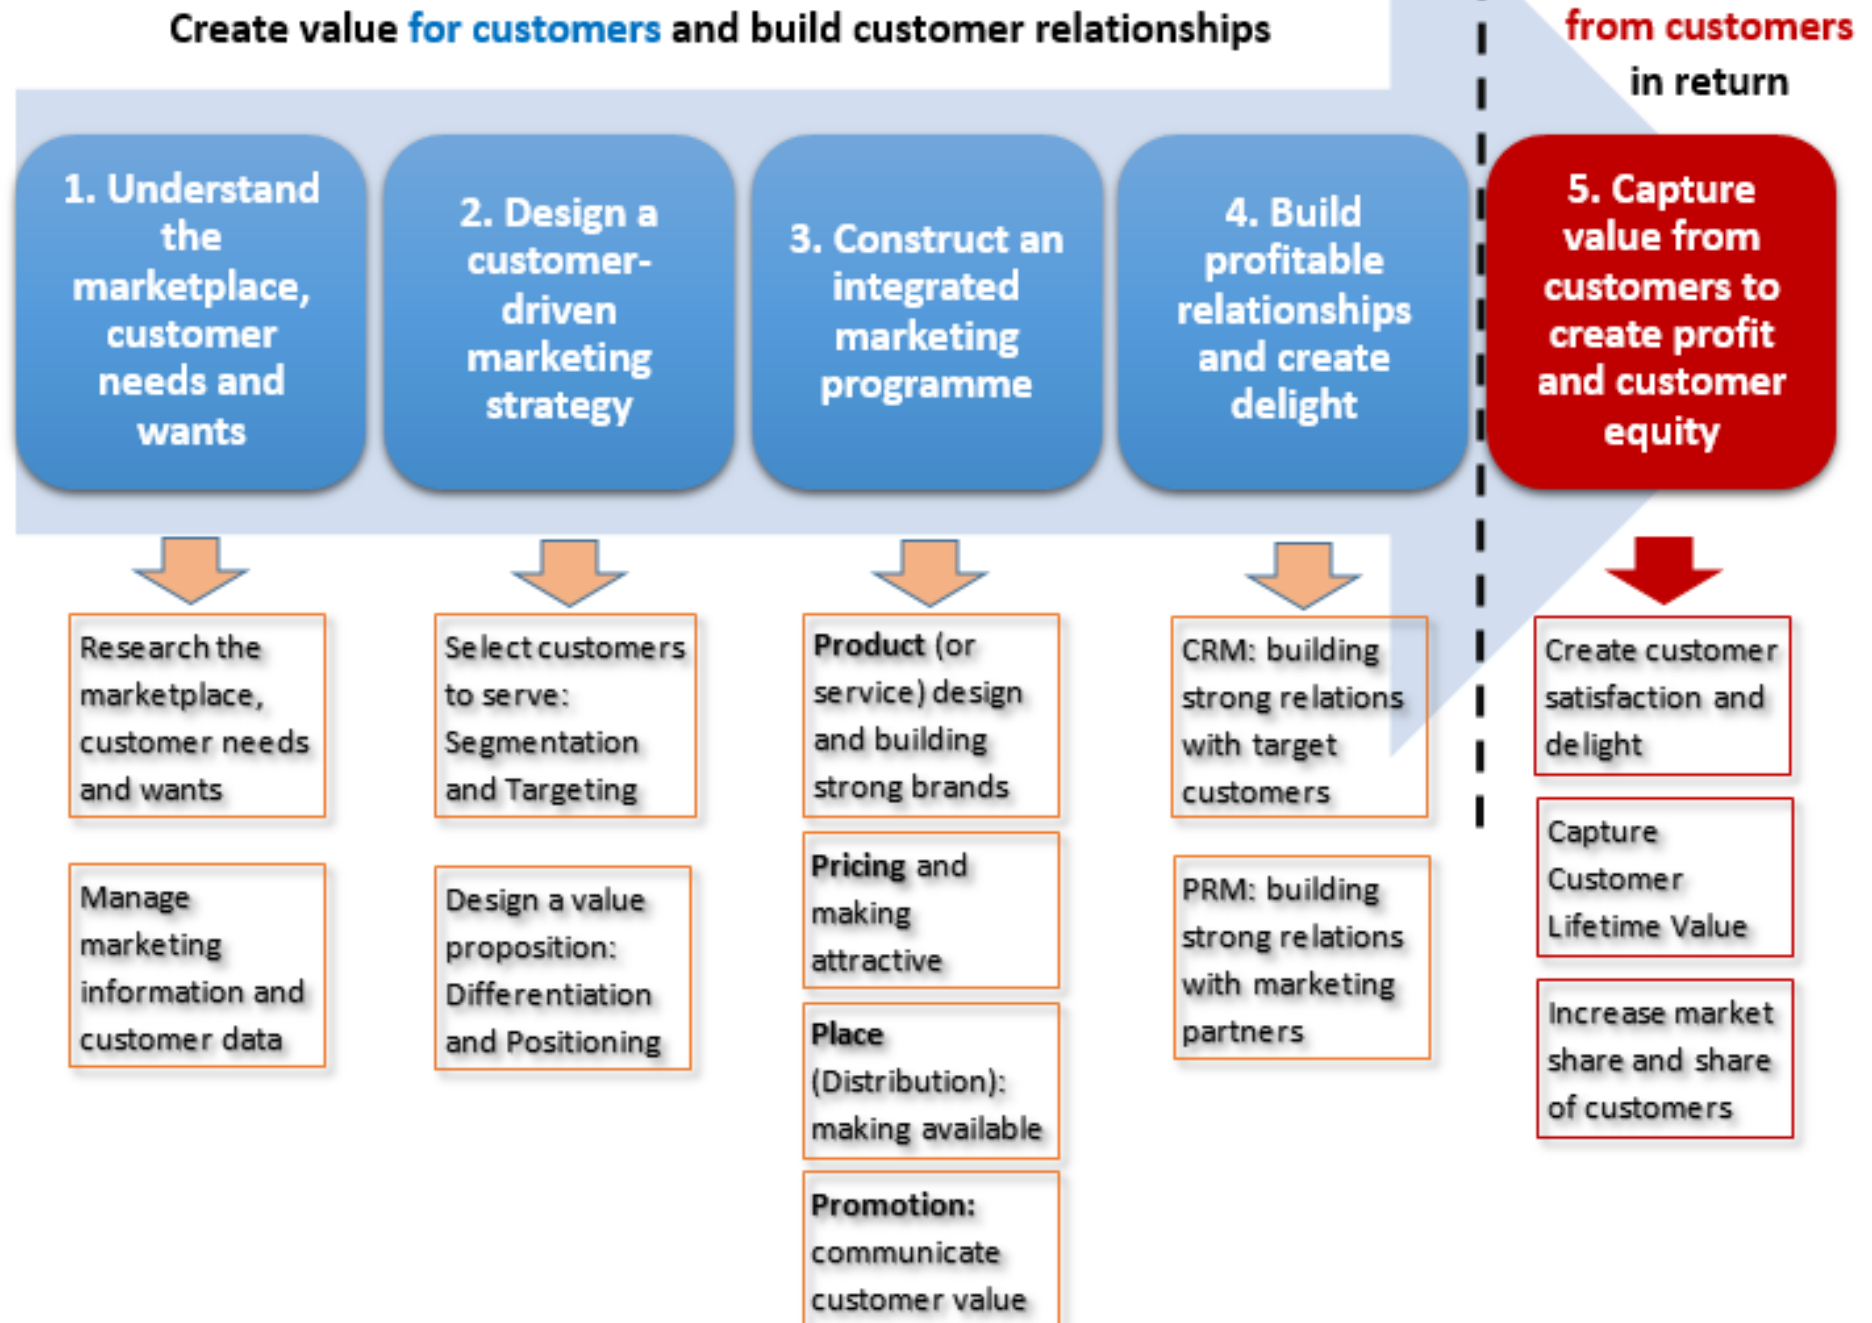 Create value for customers and build customer relationships
from customers
in return
1. Understand
the
marketplace,
customer
needs and
wants
2. Design a
customer-
driven
marketing
strategy
3. Construct an
integrated
marketing
programme
4. Build
profitable
relationships
and create
delight
5. Capture
value from
customers to
create profit
and customer
equity
Research the
marketplace,
customer needs
and wants
Manage
marketing
information and
customer data
Select customers
to serve:
Segmentation
and Targeting
Design a value
proposition:
Differentiation
and Positioning
Product (or
service) design
and building
strong brands
Pricing and
making
attractive
Place
(Distribution):
making available
Promotion:
communicate
customer value
CRM: building
strong relations
with target
customers
PRM: building
strong relations
with marketing
partners
Create customer
satisfaction and
delight
Capture
Customer
Lifetime Value
Increase market
share and share
of customers